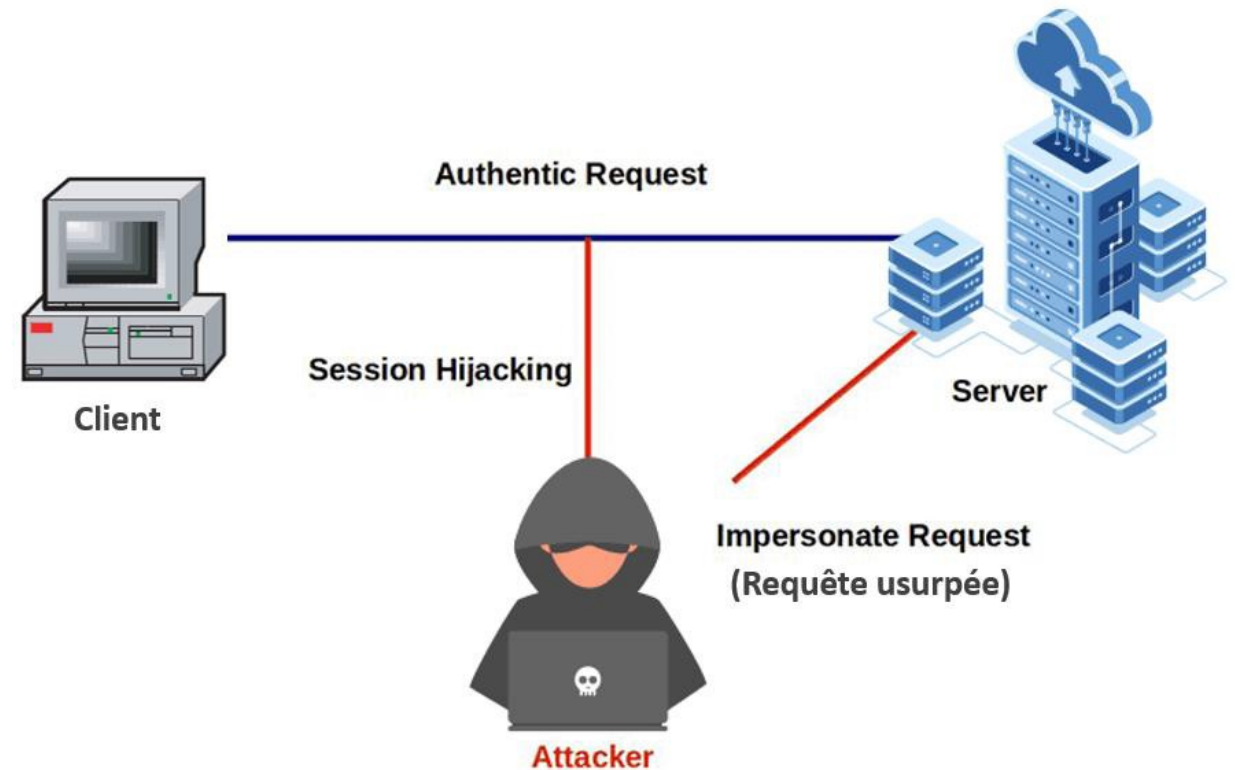 Authentic Request
Session Hijacking
Client
Server
Impersonate Request
(Requête usurpée)
Attacker